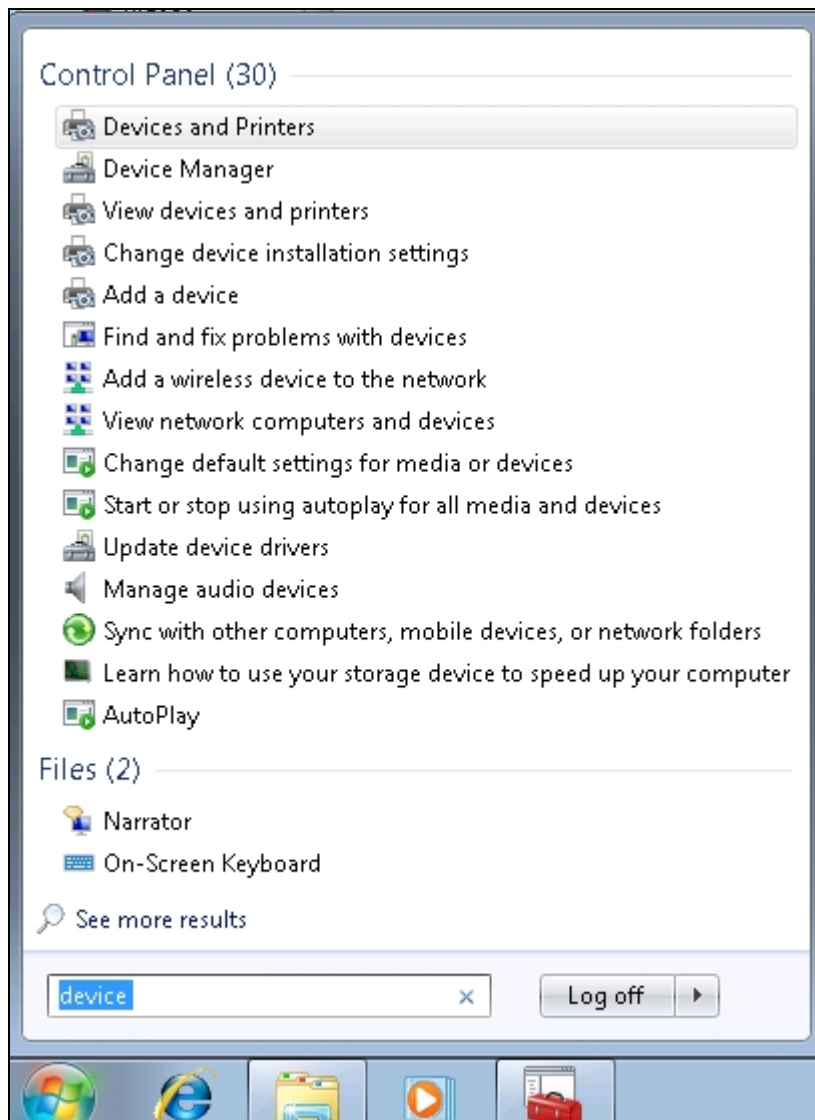 Control Panel (30)
Devices and Printers
Device Manager
View devices and printers
Change device installation settings
Add a device
Find and fix problems with devices
Add a wireless device to the network
View network computers and devices
Change default settings for media or devices
Start or stop using autoplay for all media and devices
Update device drivers
Manage audio devices
Sync with other computers, mobile devices, or network folders
Learn how to use your storage device to speed up your computer
AutoPlay
Files (2)
Narrator
On-Screen Keyboard
See more results
device
Log off